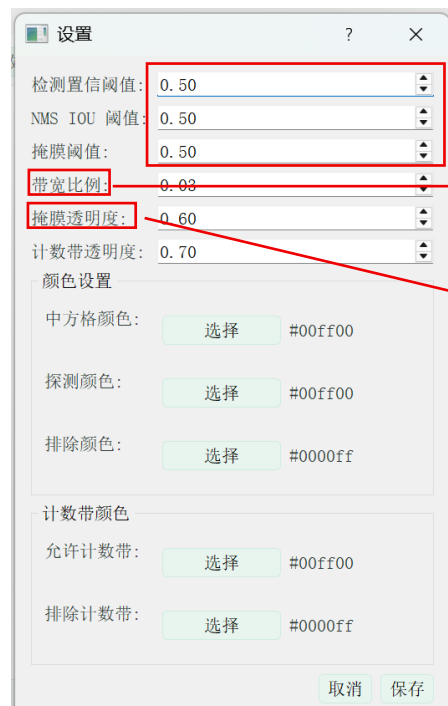 设置 ? ×
检测置信阈值: 0.50
NMS IOU 阈值: 0.50
掩膜阈值: 0.50
带宽比例: 0.03
掩膜透明度: 0.60
计数带透明度: 0.70
颜色设置
中方格颜色: 选择 #00ff00
探测颜色: 选择 #00ff00
排除颜色: 选择 #0000ff
计数带颜色
允许计数带: 选择 #00ff00
排除计数带: 选择 #0000ff
取消 保存